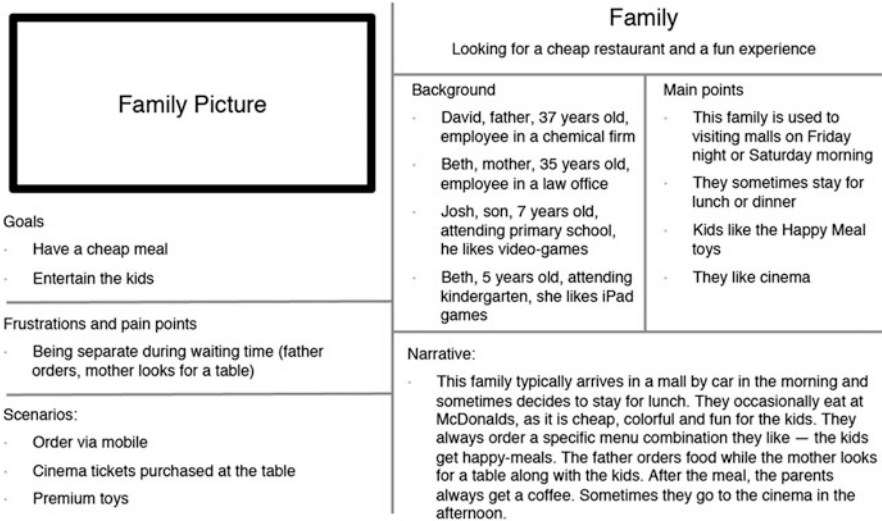 Family Picture
Goals
· Have a cheap meal
· Entertain the kids
Frustrations and pain points
· Being separate during waiting time (father
orders, mother looks for a table)
Scenarios:
· Order via mobile
· Cinema tickets purchased at the table
· Premium toys
Family
Looking for a cheap restaurant and a fun experience
Background
· David, father, 37 years old,
employee in a chemical firm
· Beth, mother, 35 years old,
employee in a law office
· Josh, son, 7 years old,
attending primary school,
he likes video-games
· Beth, 5 years old, attending
kindergarten, she likes iPad
games
Main points
· This family is used to
visiting malls on Friday
night or Saturday morning
· They sometimes stay for
lunch or dinner
· Kids like the Happy Meal
toys
· They like cinema
Narrative:
· This family typically arrives in a mall by car in the morning and
sometimes decides to stay for lunch. They occasionally eat at
McDonalds, as it is cheap, colorful and fun for the kids. They
always order a specific menu combination they like — the kids
get happy-meals. The father orders food while the mother looks
for a table along with the kids. After the meal, the parents
always get a coffee. Sometimes they go to the cinema in the
afternoon.